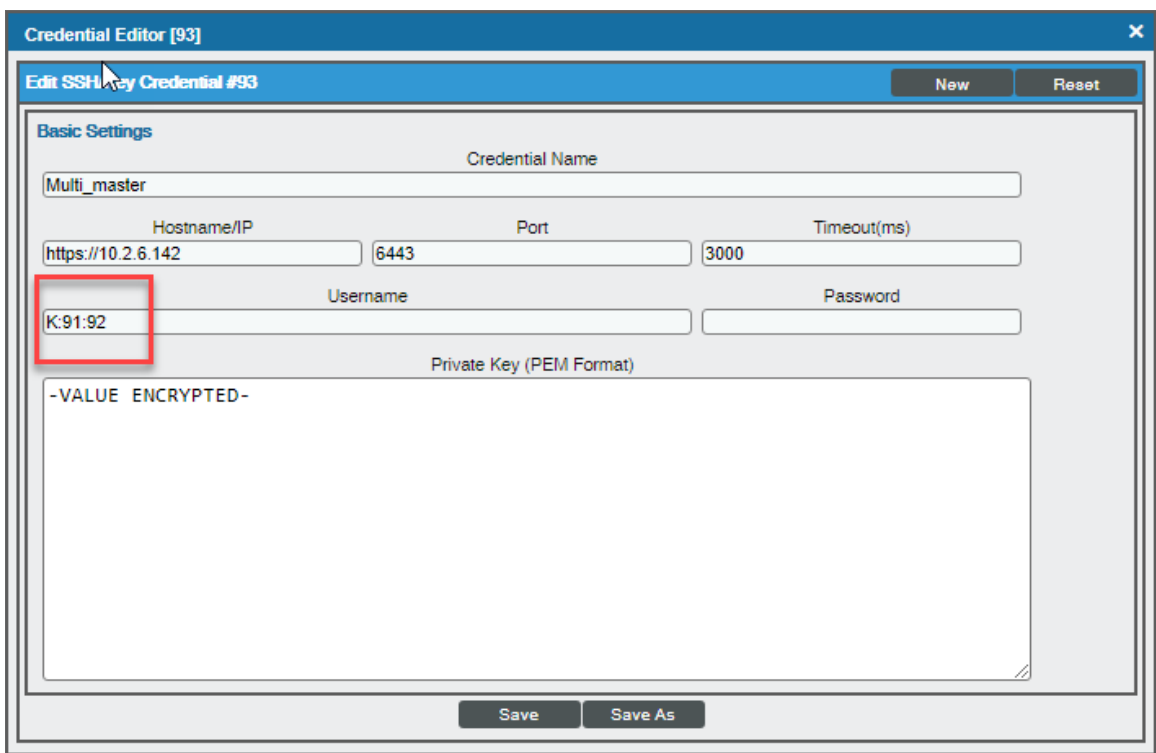 Credential Editor [93]
×
Edit SSH/Key Credential #93
New
Reset
Basic Settings
Credential Name
Multi_master
Hostname/IP
Port
Timeout(ms)
https://10.2.6.142
6443
3000
Username
Password
K:91:92
Private Key (PEM Format)
-VALUE ENCRYPTED-
Save
Save As